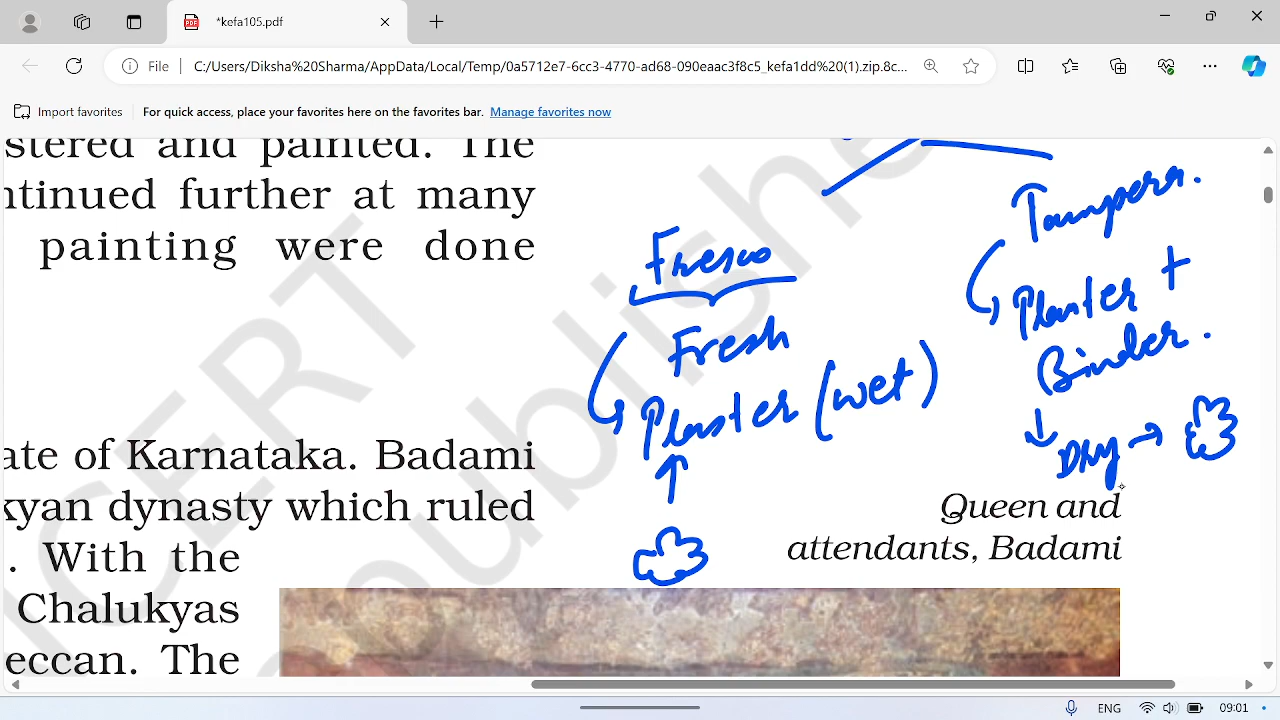 *kefa105.pdf
File
C:/Users/Diksha%20Sharma/AppData/Local/Temp/0a5712e7-6cc3-4770-ad68-090eaac3f8c5_kefa1dd%20(1).zip.8c...
Import favorites
For quick access, place your favorites here on the favorites bar. Manage favorites now
stered and painted. The
ntinued further at many
painting were done
Fresco
Fresh
Plaster (wet)
Tempera.
Plaster +
Binder.
Dry
ate of Karnataka. Badami
kyan dynasty which ruled
. With the
Chalukyas
eccan. The
Queen and
attendants, Badami
CERT
publishe
ENG
09:01